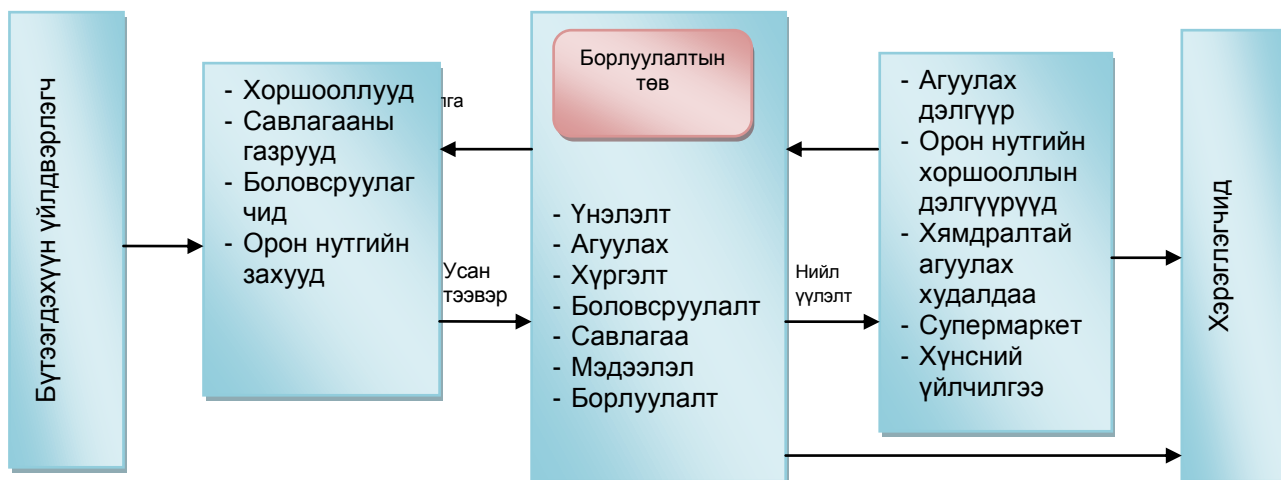 Бүтээгдэхүүн үйлдвэрлэгч
- Хоршооллууд
- Савлагааны
газрууд
- Боловсруулаг
чид
- Орон нутгийн
захууд
лга
Усан
тээвэр
Борлуулалтын
төв
- Үнэлэлт
- Агуулах
- Хүргэлт
- Боловсруулалт
- Савлагаа
- Мэдээлэл
- Борлуулалт
Нийл
үүлэлт
- Агуулах
дэлгүүр
- Орон нутгийн
хоршооллын
дэлгүүрүүд
- Хямдралтай
агуулах
худалдаа
- Супермаркет
- Хүнсний
үйлчилгээ
Хэрэглэгчид